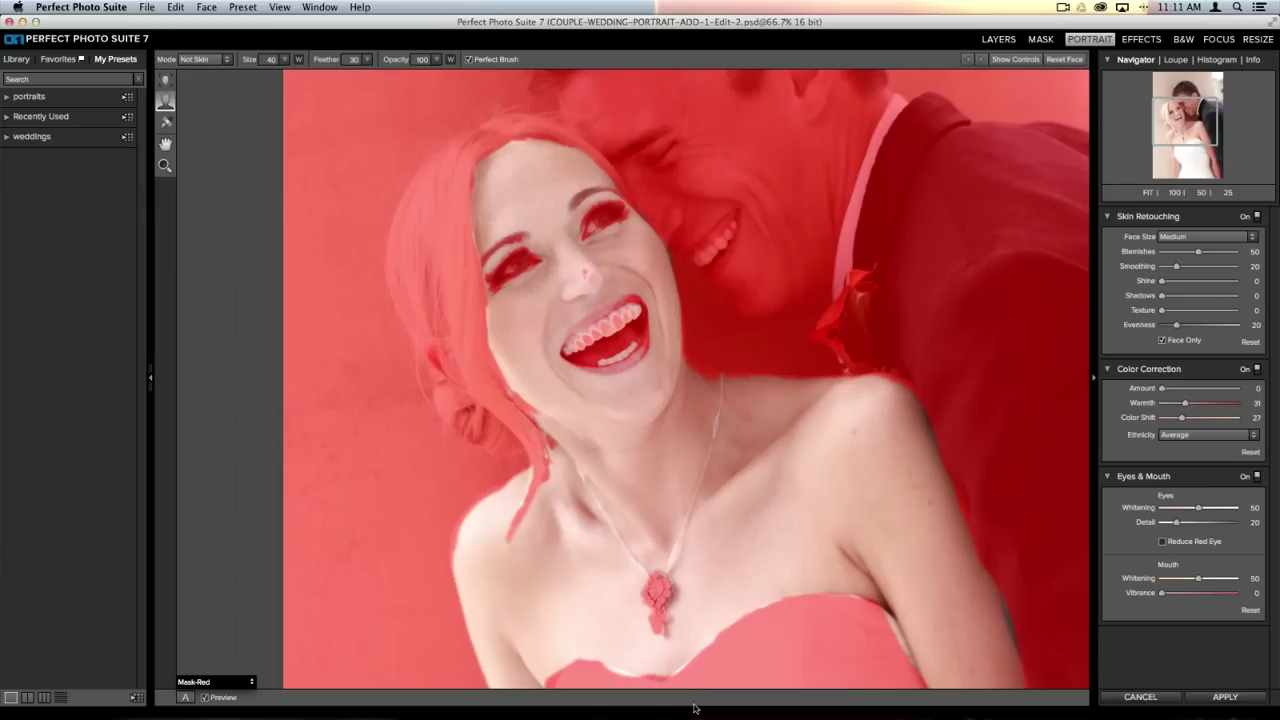 Perfect Photo Suite File Edit Face Preset View Window Help 11:11 AM
PERFECT PHOTO SUITE 7 (COUPLE-WEDDING-PORTRAIT-ADD-1-Edit-2.psd@66.7% 16 bit)
on PERFECT PHOTO SUITE 7 LAYERS MASK PORTRAIT EFFECTS B&W FOCUS RESIZE
Library Favorites My Presets
Mode Not Skin Size 40 W Feather 30 Opacity 100 W Perfect Brush Show Controls Reset Face
Navigator Loupe Histogram Info
Search
portraits
Recently Used
weddings
FIT 100 50 25
Skin Retouching On
Face Size Medium
Blemishes 50
Smoothing 20
Shine 0
Shadows 0
Texture 0
Evenness 20
Face Only Reset
Color Correction On
Amount 0
Warmth 31
Color Shift 27
Ethnicity Average
Reset
Eyes & Mouth On
Eyes
Whitening 50
Detail 20
Reduce Red Eye
Mouth
Whitening 50
Vibrance 0
Reset
Mask-Red
A Preview
CANCEL APPLY